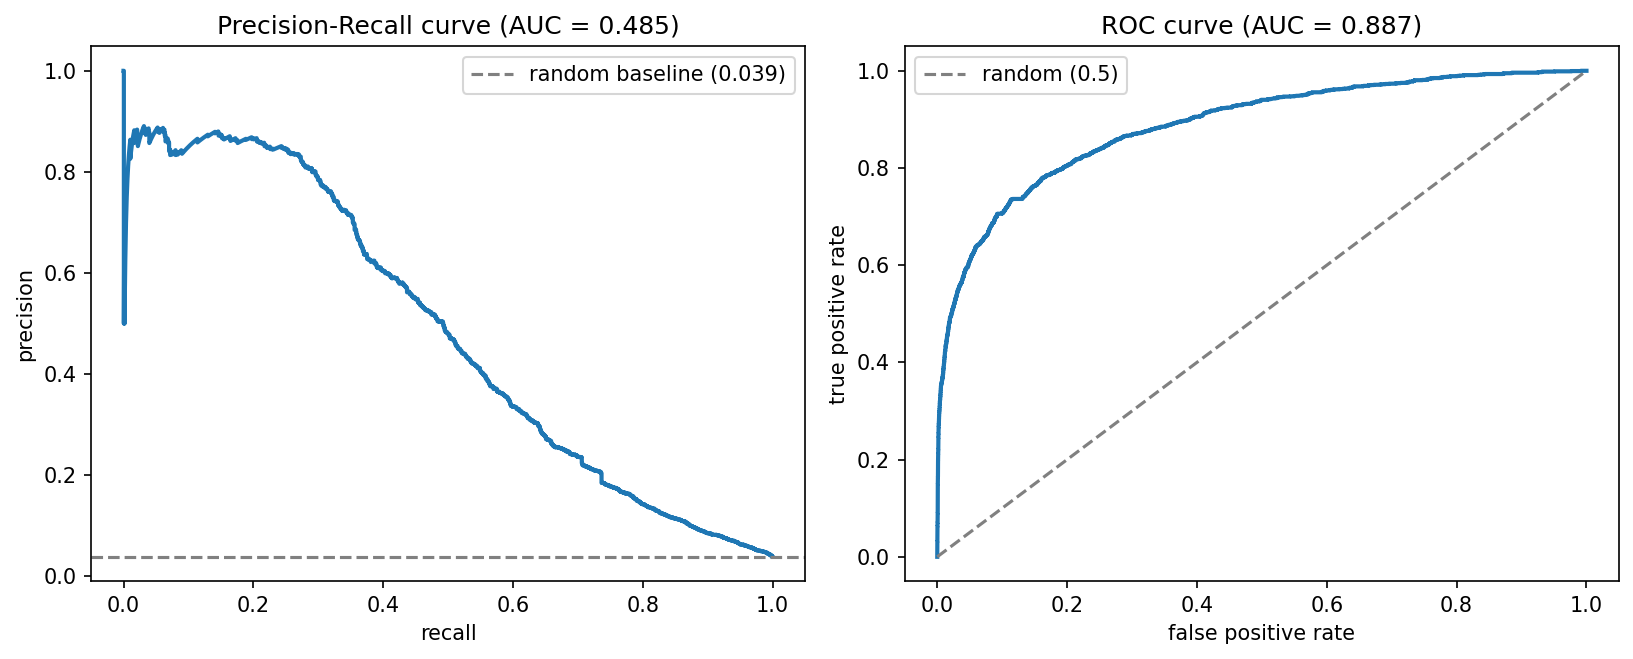 Precision-Recall curve (AUC = 0.485)
random baseline (0.039)
1.0
0.8
0.6
0.4
0.2
0.0
precision
0.0 0.2 0.4 0.6 0.8 1.0
recall
ROC curve (AUC = 0.887)
random (0.5)
1.0
0.8
0.6
0.4
0.2
0.0
true positive rate
0.0 0.2 0.4 0.6 0.8 1.0
false positive rate